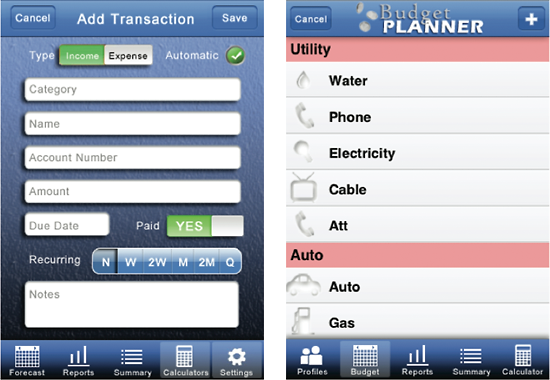 Cancel Add Transaction Save
Type Income Expense Automatic
Category
Name
Account Number
Amount
Due Date Paid YES
Recurring N W 2W M 2M Q
Notes
Forecast Reports Summary Calculators Settings
Cancel Budget PLANNER +
Utility
Water
Phone
Electricity
Cable
Att
Auto
Auto
Gas
Profiles Budget Reports Summary Calculator